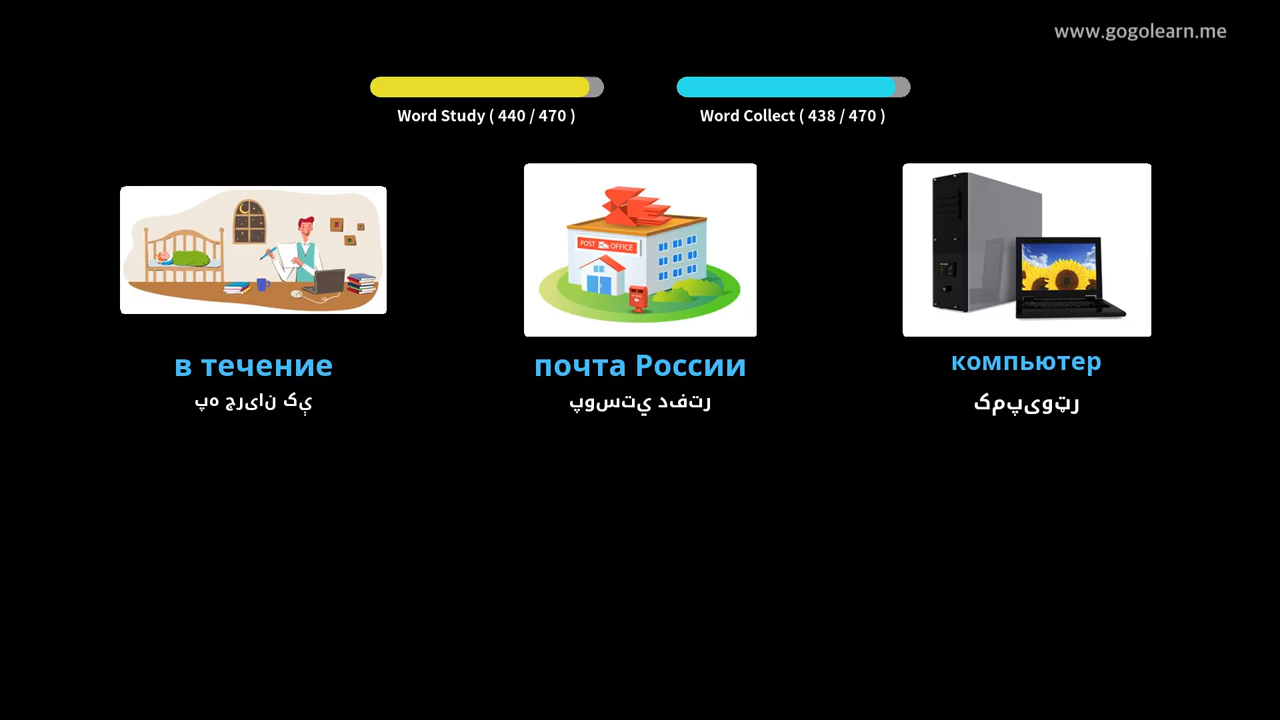 www.gogolearn.me
Word Study ( 440 / 470 )
Word Collect ( 438 / 470 )
POST OFFICE
в течение
په جریان کې
почта России
پوستي دفتر
компьютер
کمپیوټر